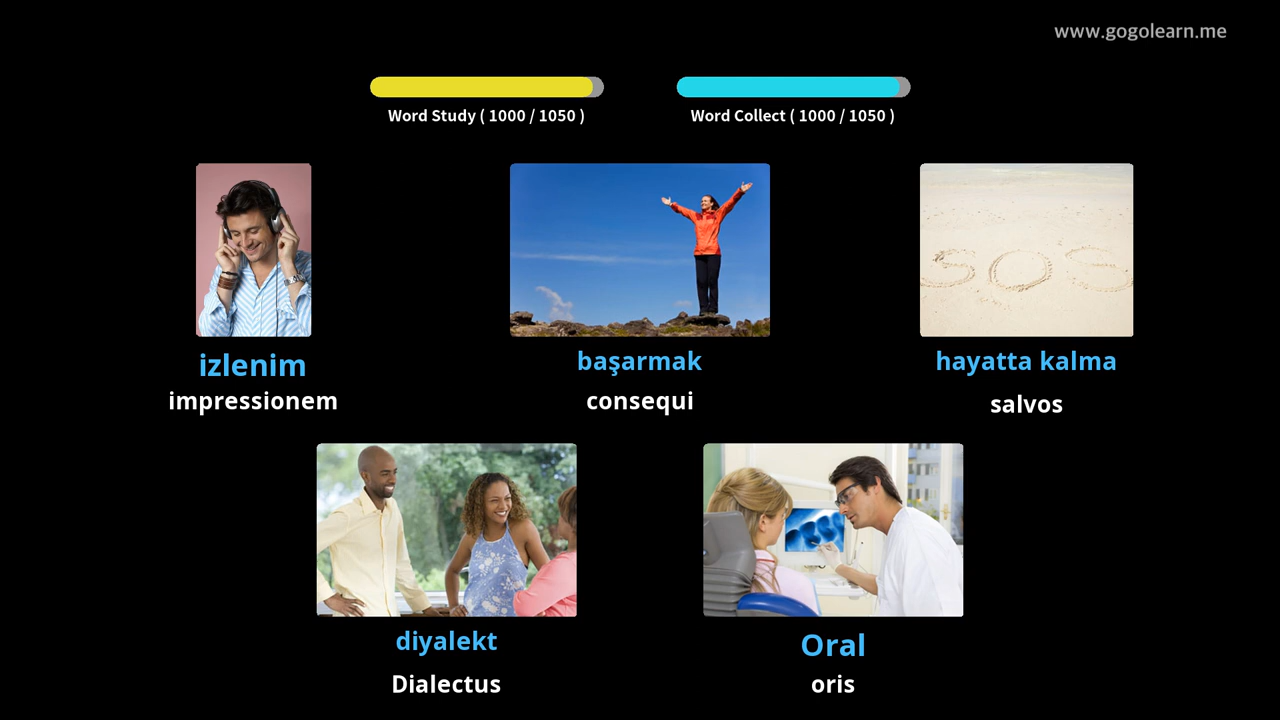 www.gogolearn.me
Word Study ( 1000 / 1050 )
Word Collect ( 1000 / 1050 )
SOS
izlenim
impressionem
başarmak
consequi
hayatta kalma
salvos
diyalekt
Dialectus
Oral
oris